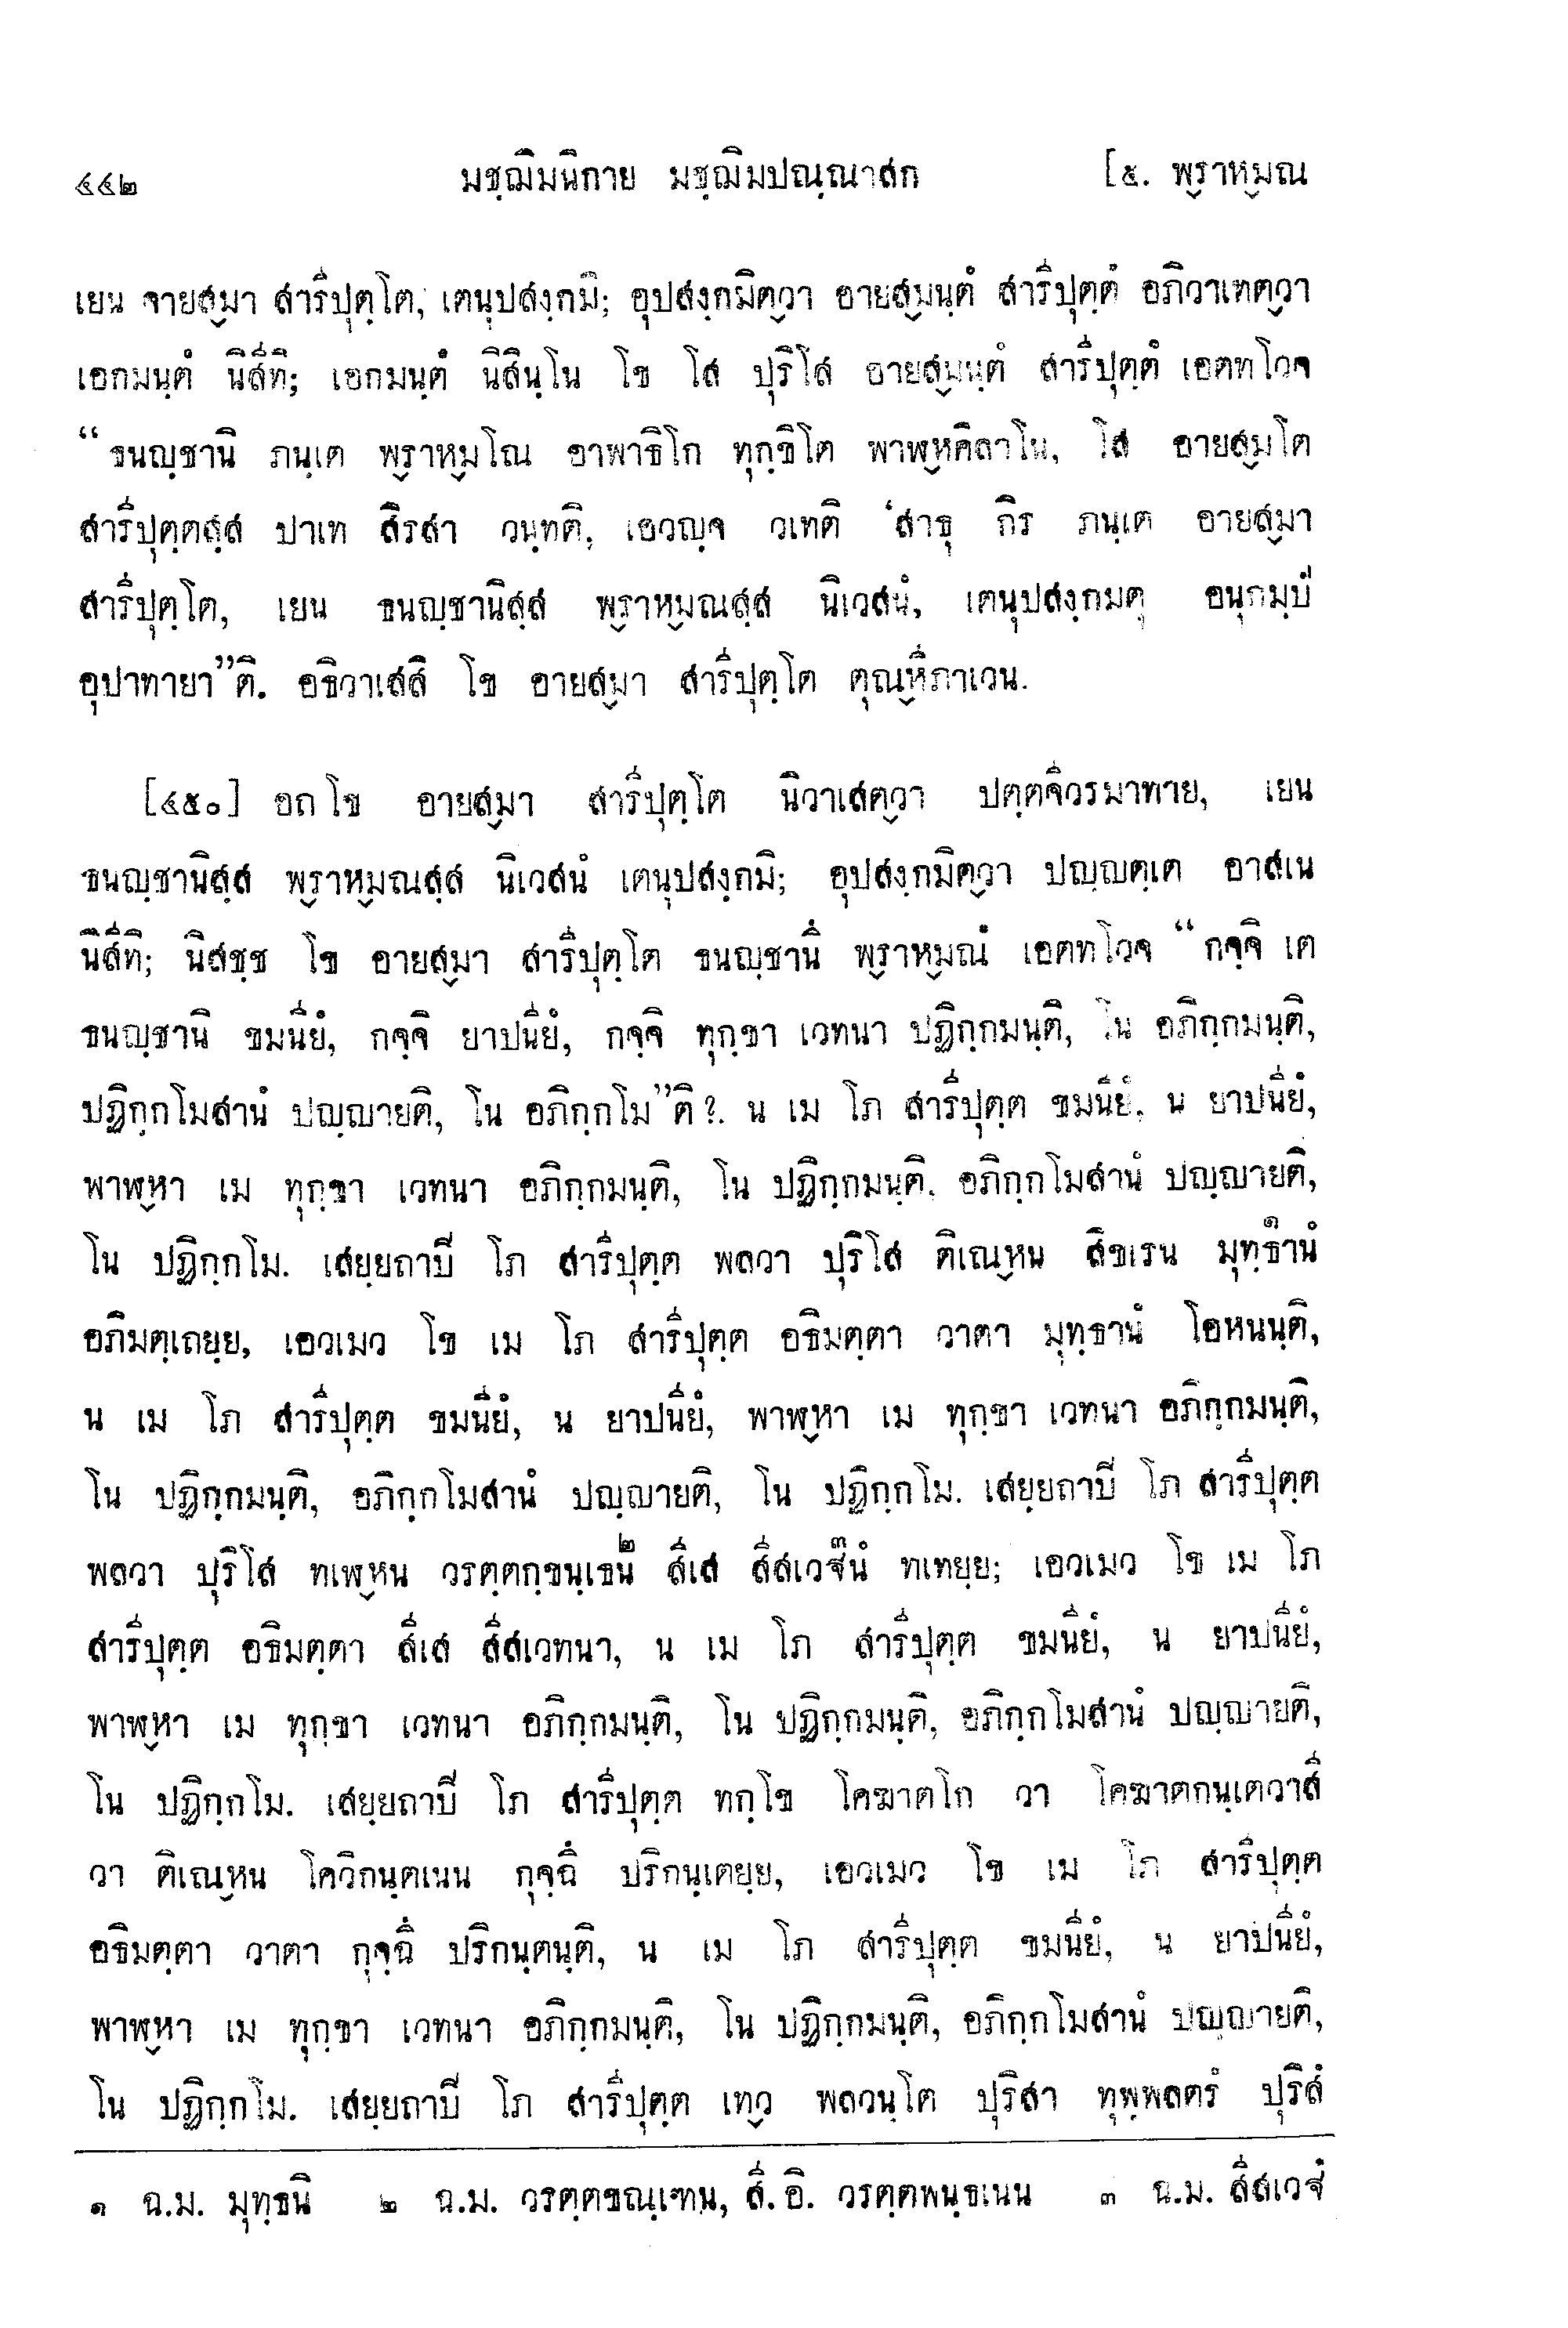 ๔๔๒ มชฺฌิมนิกาย มชฺฌิมปณฺณาสก [๕. พฺราหฺมณ
เยน จายสฺมา สารีปุตฺโต, เตนุปสงฺกมิ; อุปสงฺกมิตฺวา อายสฺมนฺตํ สารีปุตฺตํ อภิวาเทตฺวา
เอกมนฺตํ นิสีทิ; เอกมนฺตํ นิสินฺโน โข โส ปุริโส อายสฺมนฺตํ สารีปุตฺตํ เอตทโวจ
“ธนญฺชานิ ภนฺเต พฺราหฺมโณ อาพาธิโก ทุกฺขิโต พาฬฺหคิลาโน, โส อายสฺมโต
สารีปุตฺตสฺส ปาเท สิรสา วนฺทติ, เอวญฺจ วเทติ ‘สาธุ กิร ภนฺเต อายสฺมา
สารีปุตฺโต, เยน ธนญฺชานิสฺส พฺราหฺมณสฺส นิเวสนํ, เตนุปสงฺกมตุ อนุกมฺปํ
อุปาทายา”ติ. อธิวาเสสิ โข อายสฺมา สารีปุตฺโต ตุณฺหีภาเวน.
[๔๕๐] อถ โข อายสฺมา สารีปุตฺโต นิวาเสตฺวา ปตฺตจีวรมาทาย, เยน
ธนญฺชานิสฺส พฺราหฺมณสฺส นิเวสนํ เตนุปสงฺกมิ; อุปสงฺกมิตฺวา ปญฺญตฺเต อาสเน
นิสีทิ; นิสชฺช โข อายสฺมา สารีปุตฺโต ธนญฺชานิํ พฺราหฺมณํ เอตทโวจ “กจฺจิ เต
ธนญฺชานิ ขมนียํ, กจฺจิ ยาปนียํ, กจฺจิ ทุกฺขา เวทนา ปฏิกฺกมนฺติ, โน อภิกฺกมนฺติ,
ปฏิกฺกโมสานํ ปญฺญายติ, โน อภิกฺกโม”ติ?. น เม โภ สารีปุตฺต ขมนียํ, น ยาปนียํ,
พาฬฺหา เม ทุกฺขา เวทนา อภิกฺกมนฺติ, โน ปฏิกฺกมนฺติ, อภิกฺกโมสานํ ปญฺญายติ,
โน ปฏิกฺกโม. เสยฺยถาปิ โภ สารีปุตฺต พลวา ปุริโส ติเณฺหน สิขเรน มุทฺธานํ๑
อภิมตฺเถยฺย, เอวเมว โข เม โภ สารีปุตฺต อธิมตฺตา วาตา มุทฺธานํ โอหนนฺติ,
น เม โภ สารีปุตฺต ขมนียํ, น ยาปนียํ, พาฬฺหา เม ทุกฺขา เวทนา อภิกฺกมนฺติ,
โน ปฏิกฺกมนฺติ, อภิกฺกโมสานํ ปญฺญายติ, โน ปฏิกฺกโม. เสยฺยถาปิ โภ สารีปุตฺต
พลวา ปุริโส ทเฬฺหน วรตฺตกฺขนฺเธน๒ สีเส สีสเวฐนํ๓ ทเทยฺย; เอวเมว โข เม โภ
สารีปุตฺต อธิมตฺตา สีเส สีสเวทนา, น เม โภ สารีปุตฺต ขมนียํ, น ยาปนียํ,
พาฬฺหา เม ทุกฺขา เวทนา อภิกฺกมนฺติ, โน ปฏิกฺกมนฺติ, อภิกฺกโมสานํ ปญฺญายติ,
โน ปฏิกฺกโม. เสยฺยถาปิ โภ สารีปุตฺต ทกฺโข โคฆาตโก วา โคฆาตกนฺเตวาสี
วา ติเณฺหน โควิกนฺตเนน กุจฺฉิํ ปริกนฺเตยฺย, เอวเมว โข เม โภ สารีปุตฺต
อธิมตฺตา วาตา กุจฺฉิํ ปริกนฺตนฺติ, น เม โภ สารีปุตฺต ขมนียํ, น ยาปนียํ,
พาฬฺหา เม ทุกฺขา เวทนา อภิกฺกมนฺติ, โน ปฏิกฺกมนฺติ, อภิกฺกโมสานํ ปญฺญายติ,
โน ปฏิกฺกโม. เสยฺยถาปิ โภ สารีปุตฺต เทฺว พลวนฺโต ปุริสา ทุพฺพลตรํ ปุริสํ
๑ ฉ.ม. มุทฺธนิ ๒ ฉ.ม. วรตฺตขณฺเฑน, สี.อิ. วรตฺตพนฺธเนน ๓ ฉ.ม. สีสเวฐํ